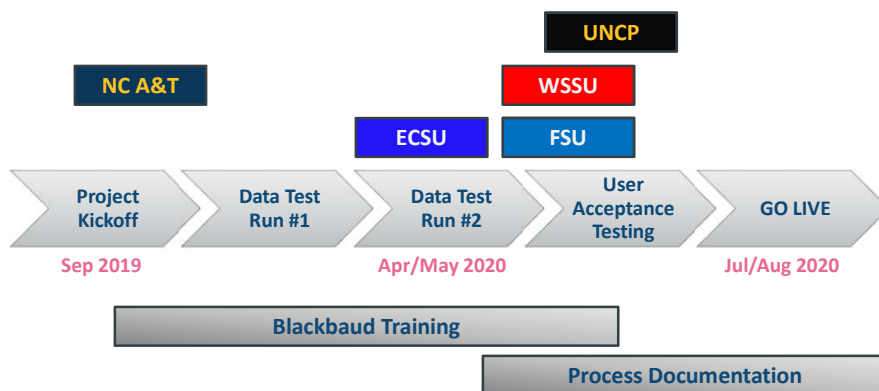 UNCP
NC A&T
WSSU
ECSU
FSU
Project
Kickoff
Data Test
Run #1
Data Test
Run #2
User
Acceptance
Testing
GO LIVE
Sep 2019
Apr/May 2020
Jul/Aug 2020
Blackbaud Training
Process Documentation